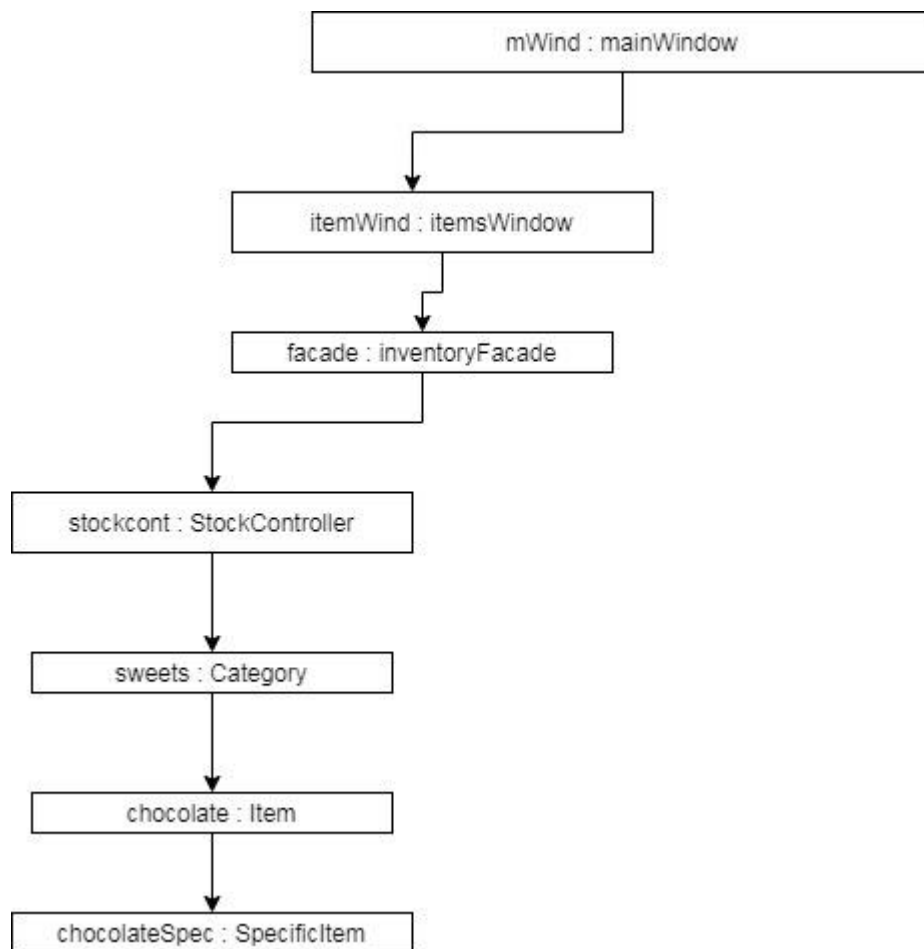 mWind : mainWindow
itemWind : itemsWindow
facade : inventoryFacade
stockcont : StockController
sweets : Category
chocolate : Item
chocolateSpec : SpecificItem